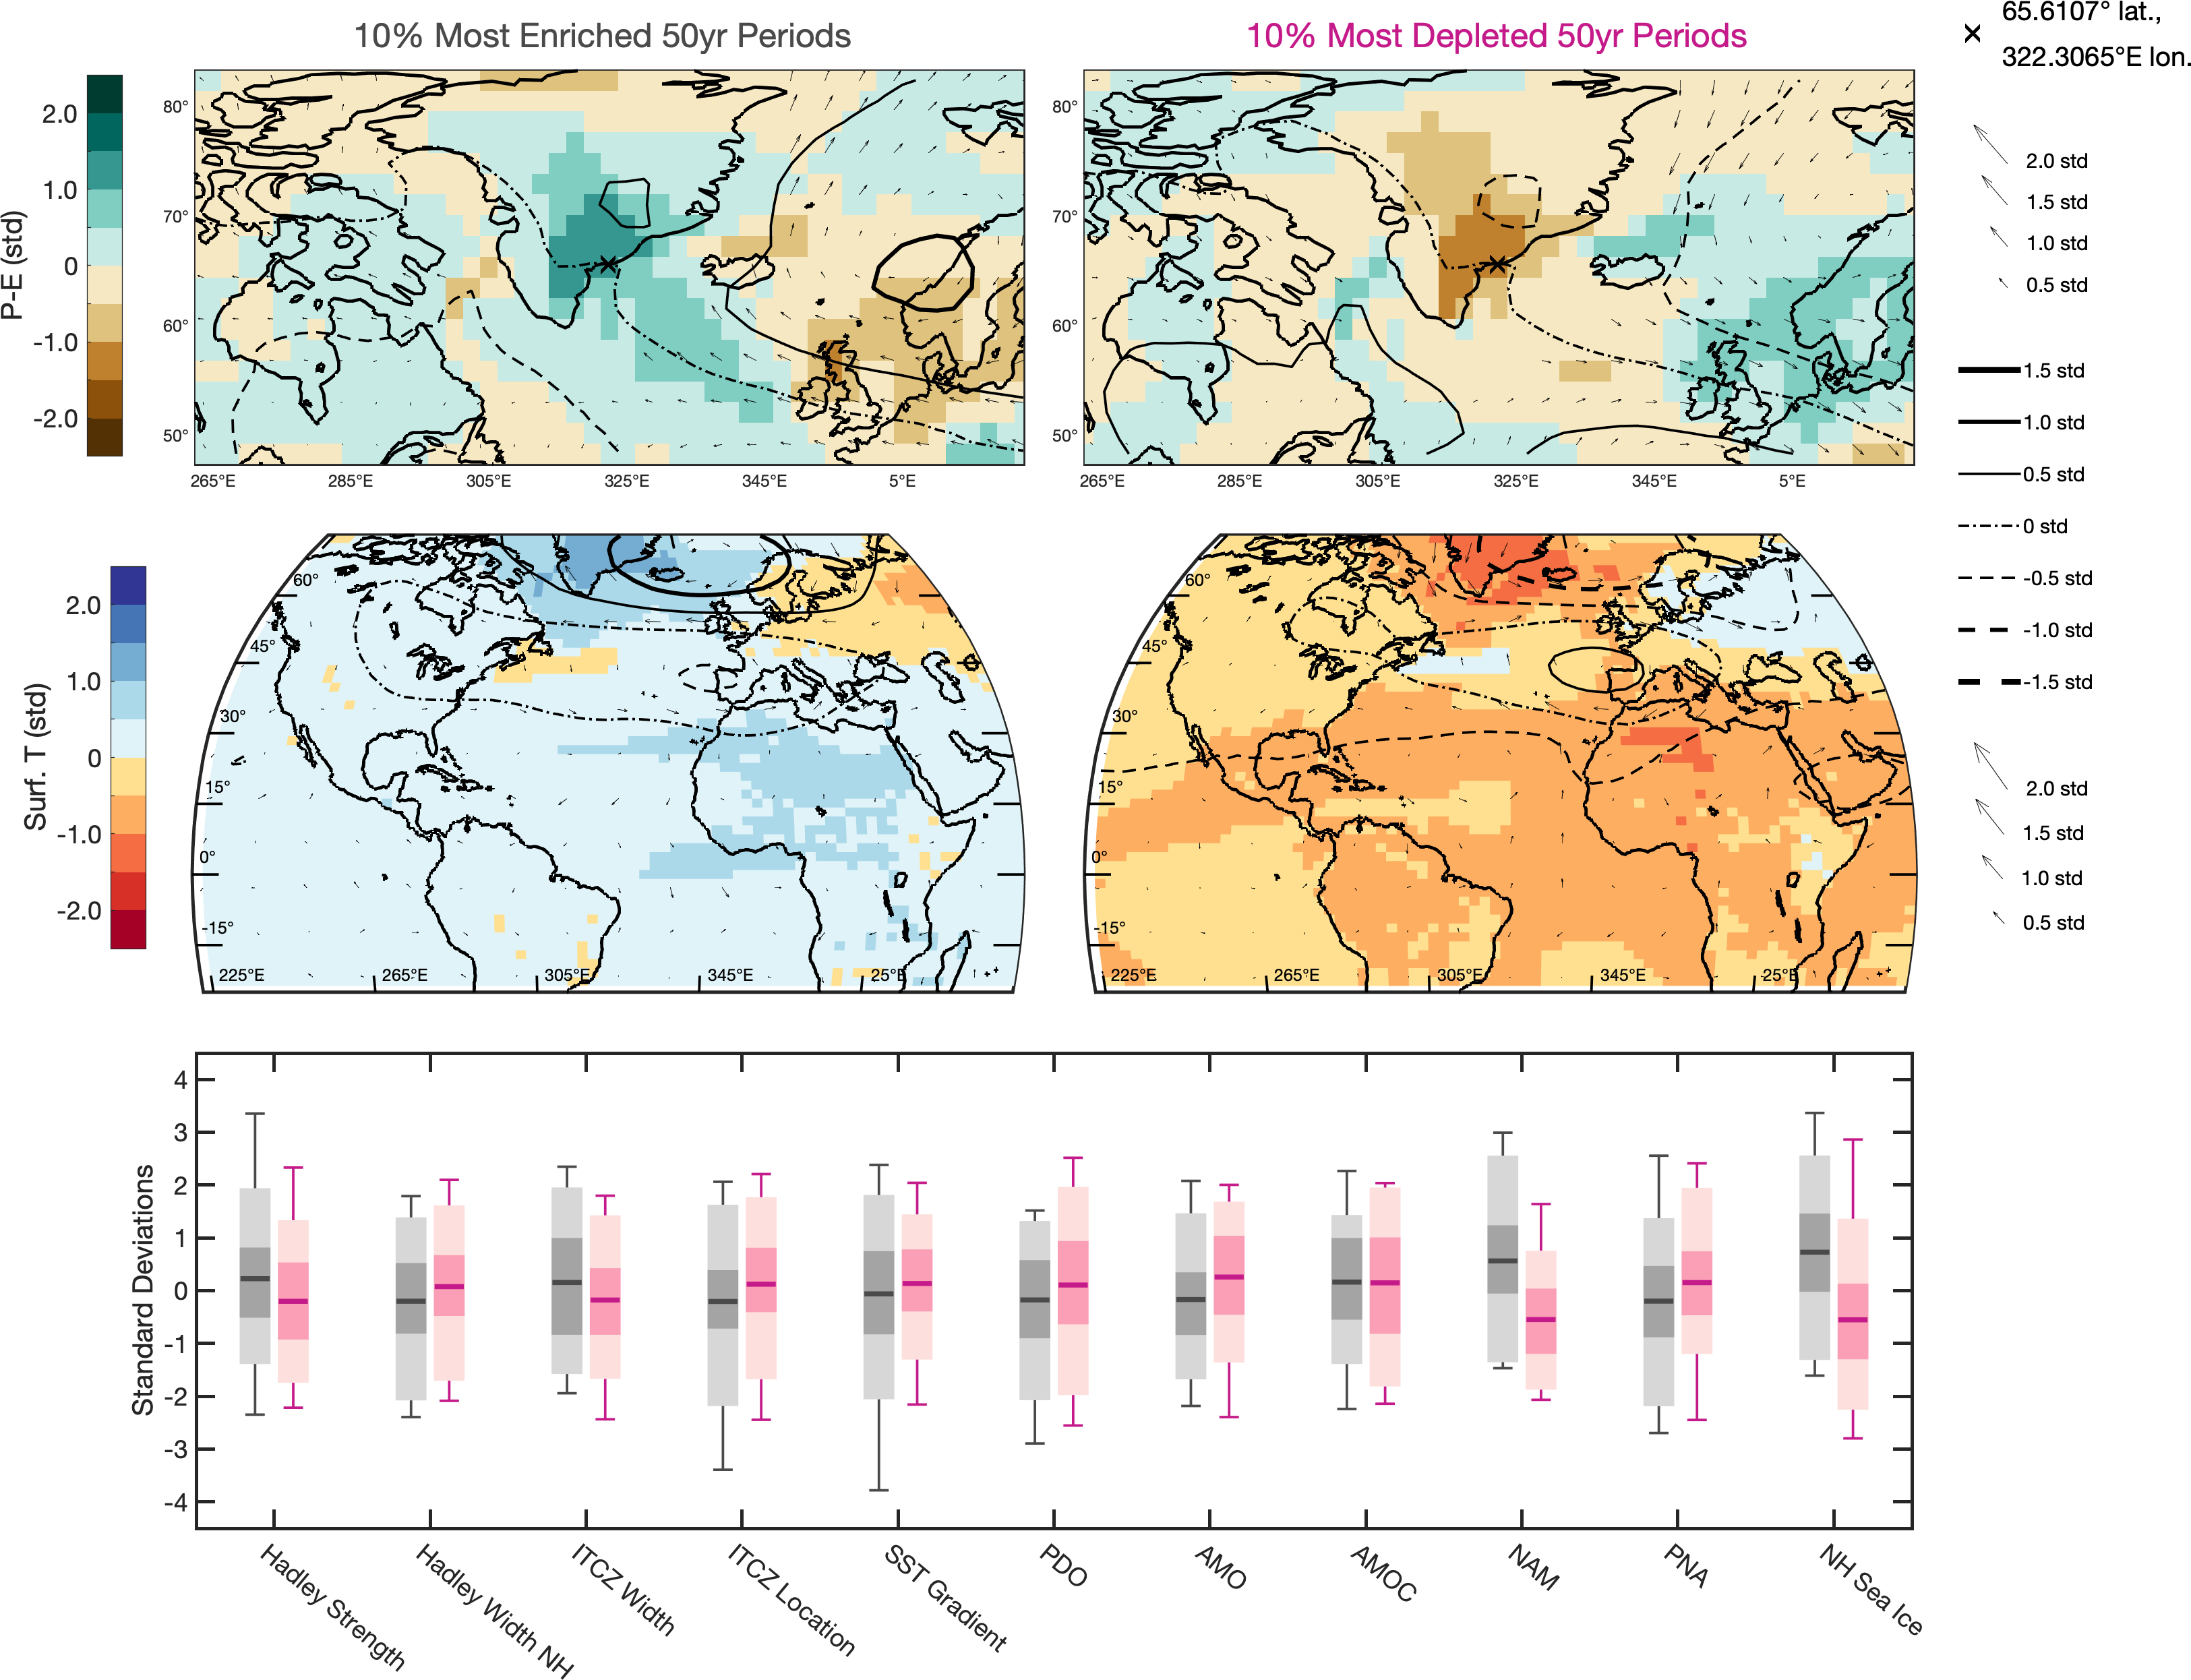 10% Most Enriched 50yr Periods
10% Most Depleted 50yr Periods
65.6107° lat.,
322.3065°E lon.
P-E (std)
2.0
1.0
0
-1.0
-2.0
80°
70°
60°
50°
265°E 285°E 305°E 325°E 345°E 5°E
80°
70°
60°
50°
265°E 285°E 305°E 325°E 345°E 5°E
2.0 std
1.5 std
1.0 std
0.5 std
1.5 std
1.0 std
0.5 std
0 std
-0.5 std
-1.0 std
-1.5 std
Surf. T (std)
2.0
1.0
0
-1.0
-2.0
60°
45°
30°
15°
0°
-15°
225°E 265°E 305°E 345°E 25°E
60°
45°
30°
15°
0°
-15°
225°E 265°E 305°E 345°E 25°E
2.0 std
1.5 std
1.0 std
0.5 std
Standard Deviations
4
3
2
1
0
-1
-2
-3
-4
Hadley Strength
Hadley Width NH
ITCZ Width
ITCZ Location
SST Gradient
PDO
AMO
AMOC
NAM
PNA
NH Sea Ice